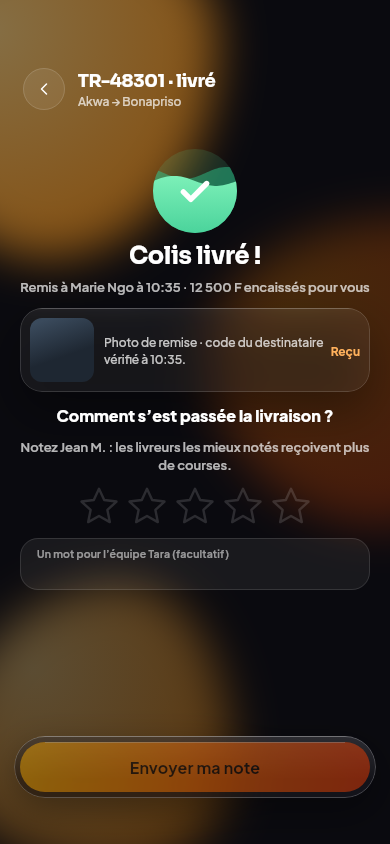 TR-48301 · livré
Akwa → Bonapriso
Colis livré !
Remis à Marie Ngo à 10:35 · 12 500 F encaissés pour vous
Photo de remise · code du destinataire
vérifié à 10:35.
Reçu
Comment s’est passée la livraison ?
Notez Jean M. : les livreurs les mieux notés reçoivent plus
de courses.
Un mot pour l’équipe Tara (facultatif)
Envoyer ma note